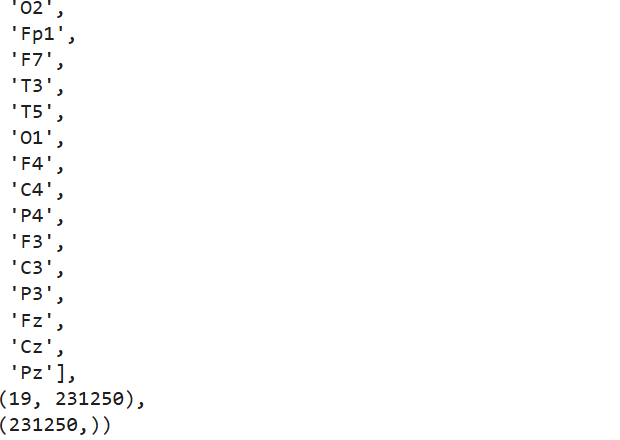 'O2',
'Fp1',
'F7',
'T3',
'T5',
'O1',
'F4',
'C4',
'P4',
'F3',
'C3',
'P3',
'Fz',
'Cz',
'Pz'],
(19, 231250),
(231250,))